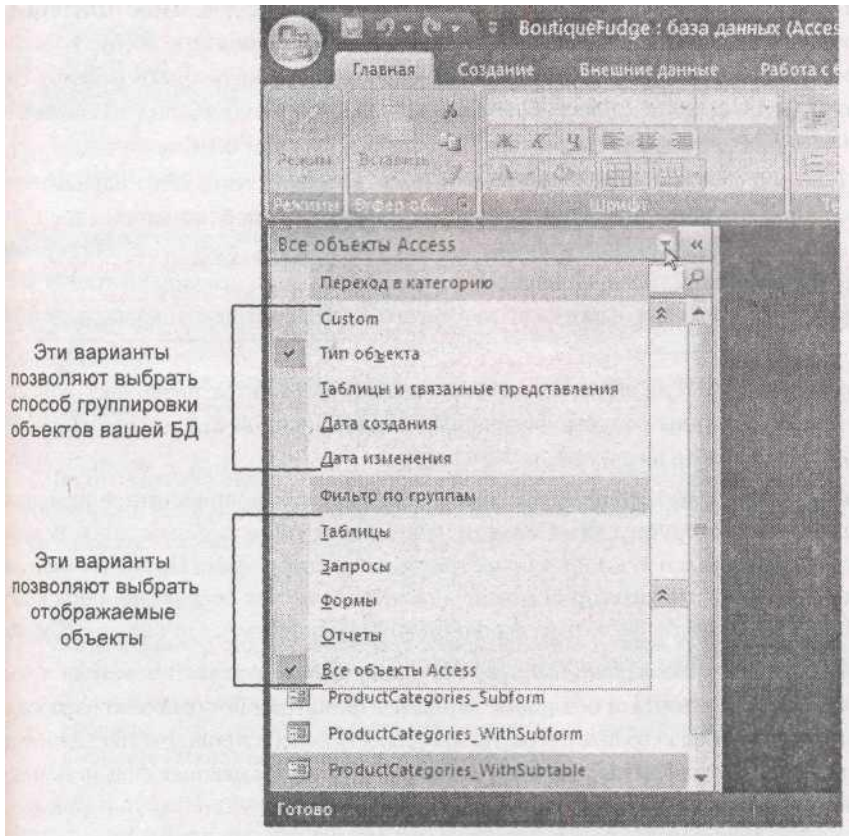 BoutiqueFudge : база данных (Acces
Главная Создание Внешние данные Работа с б
Режим Вставить
Ж К Ч
Режимы Буфер об... Шрифт
Все объекты Access
Переход в категорию
Custom
Тип объекта
Таблицы и связанные представления
Дата создания
Дата изменения
Фильтр по группам
Таблицы
Запросы
Формы
Отчеты
Все объекты Access
ProductCategories_Subform
ProductCategories_WithSubform
ProductCategories_WithSubtable
Готово
Эти варианты
позволяют выбрать
способ группировки
объектов вашей БД
Эти варианты
позволяют выбрать
отображаемые
объекты